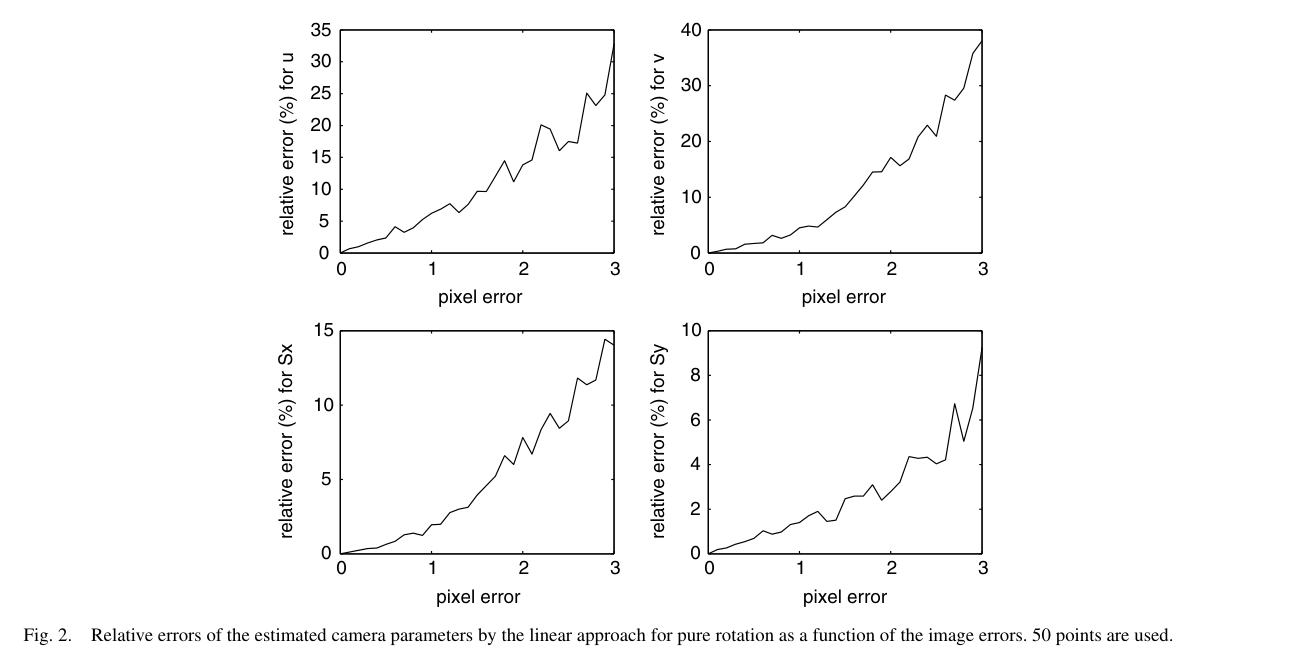 35
30
25
20
15
10
5
0
relative error (%) for u
0 1 2 3
pixel error
40
30
20
10
0
relative error (%) for v
0 1 2 3
pixel error
15
10
5
0
relative error (%) for Sx
0 1 2 3
pixel error
10
8
6
4
2
0
relative error (%) for Sy
0 1 2 3
pixel error
Fig. 2. Relative errors of the estimated camera parameters by the linear approach for pure rotation as a function of the image errors. 50 points are used.